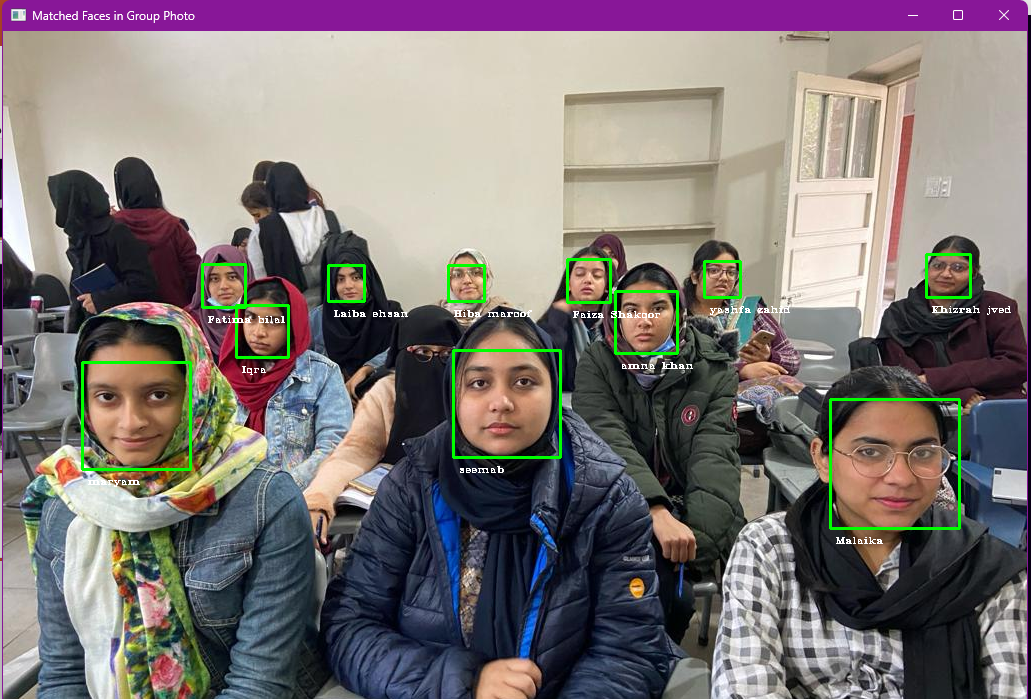 Matched Faces in Group Photo
Fatima bilal
Laiba ehsan
Hiba maroof
Faiza Shakoor
yashfa zahid
Khizrah jved
Iqra
amna khan
maryam
seemab
Malaika